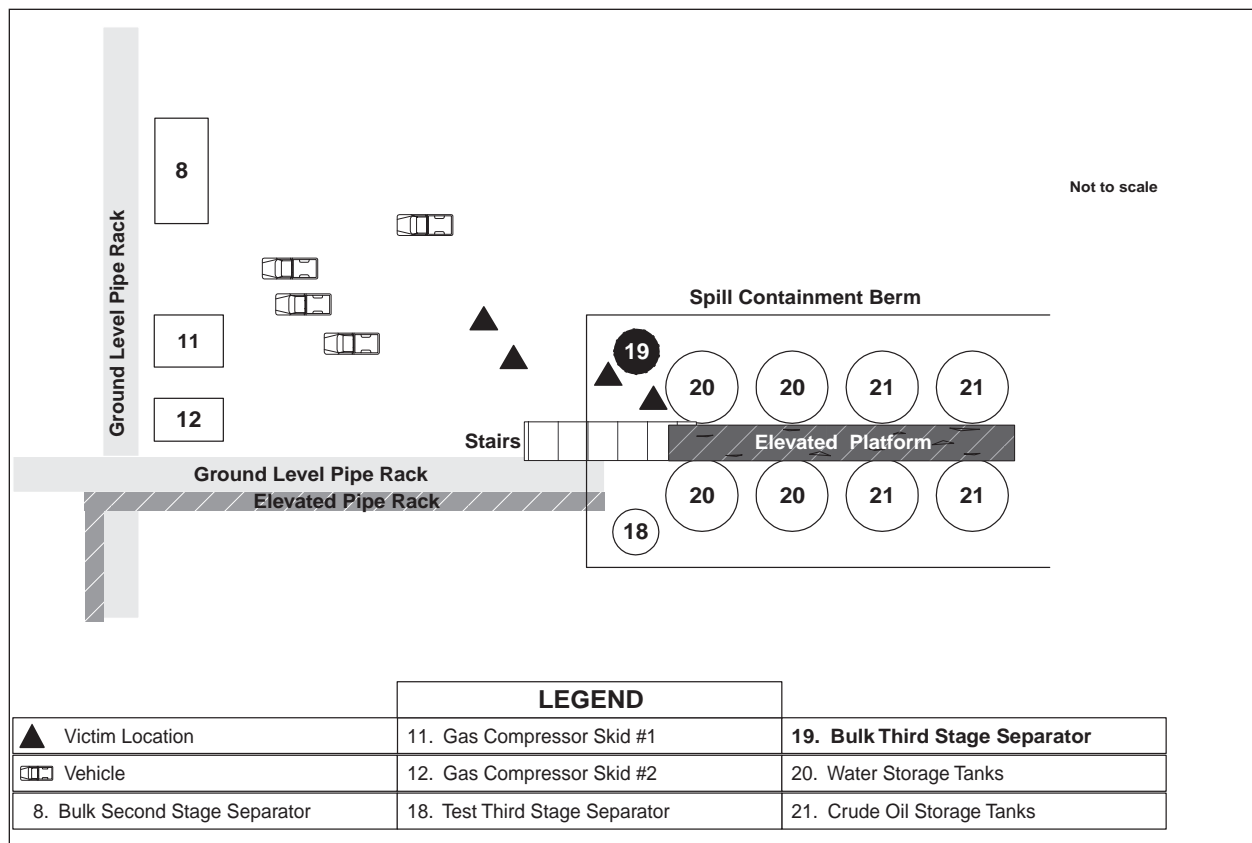 8
Not to scale
Ground Level Pipe Rack
Spill Containment Berm
11
19
20 20 21 21
12
Stairs
Elevated Platform
Ground Level Pipe Rack
Elevated Pipe Rack
20 20 21 21
18
LEGEND
Victim Location
11. Gas Compressor Skid #1
19. Bulk Third Stage Separator
Vehicle
12. Gas Compressor Skid #2
20. Water Storage Tanks
8. Bulk Second Stage Separator
18. Test Third Stage Separator
21. Crude Oil Storage Tanks